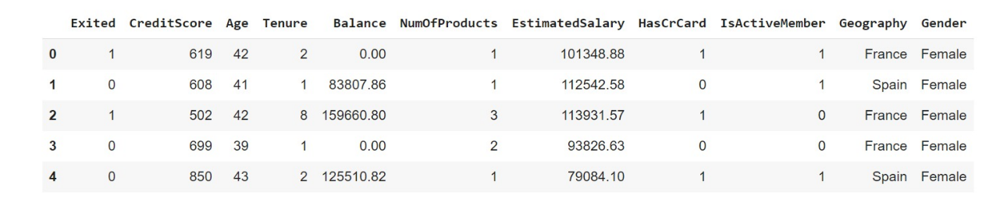 Exited CreditScore Age Tenure Balance NumOfProducts EstimatedSalary HasCrCard IsActiveMember Geography Gender
0 1 619 42 2 0.00 1 101348.88 1 1 France Female
1 0 608 41 1 83807.86 1 112542.58 0 1 Spain Female
2 1 502 42 8 159660.80 3 113931.57 1 0 France Female
3 0 699 39 1 0.00 2 93826.63 0 0 France Female
4 0 850 43 2 125510.82 1 79084.10 1 1 Spain Female